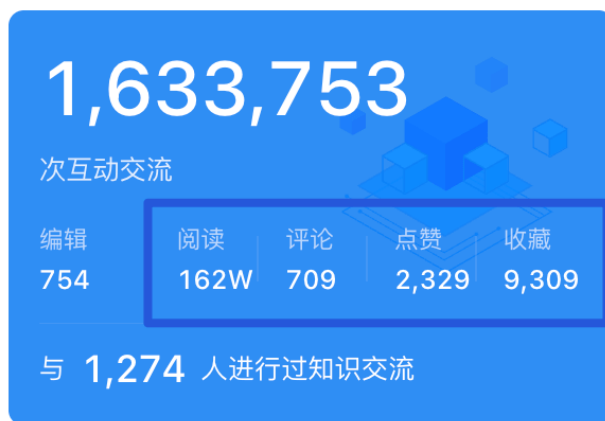 1,633,753
次互动交流
编辑 阅读 评论 点赞 收藏
754 162W 709 2,329 9,309
与 1,274 人进行过知识交流